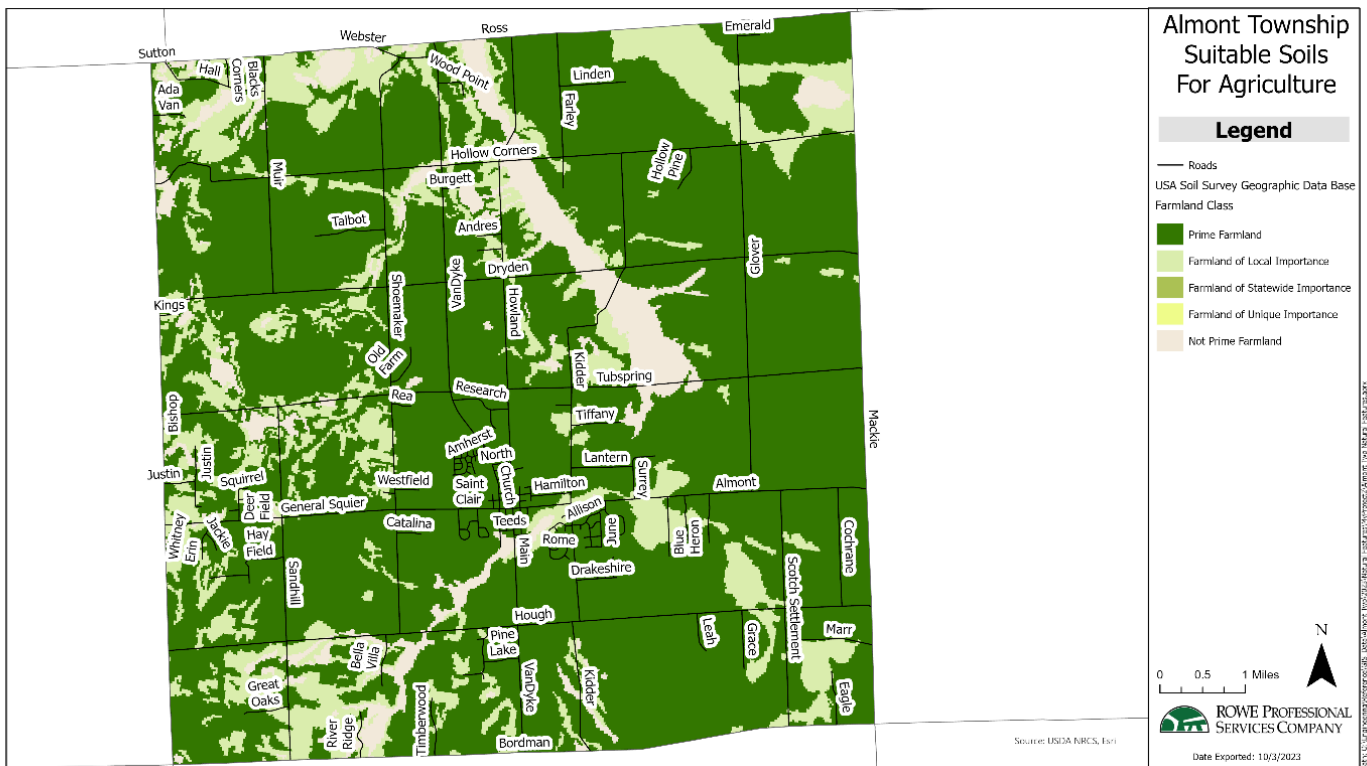 Almont Township
Suitable Soils
For Agriculture
Legend
Roads
USA Soil Survey Geographic Data Base
Farmland Class
Prime Farmland
Farmland of Local Importance
Farmland of Statewide Importance
Farmland of Unique Importance
Not Prime Farmland
Sutton
Webster
Ross
Emerald
Hall
Blacks
Corners
Wood Point
Linden
Ada
Van
Farley
Hollow Corners
Hollow
Pine
Muir
Burgett
Talbot
Andres
Glover
Dryden
Shoemaker
VanDyke
Howland
Kings
Old
Farm
Kidder
Tubspring
Rea
Research
Bishop
Tiffany
Mackie
Amherst
North
Justin
Justin
Squirrel
Westfield
Saint
Clair
Church
Hamilton
Lantern
Surrey
Almont
Deer
Field
General Squier
Catalina
Teeds
Allison
Whitney
Erin
Jackie
Hay
Field
Main
Rome
June
Blue
Heron
Cochrane
Sandhill
Drakeshire
Scotch Settlement
Hough
Leah
Grace
Marr
Pine
Lake
Bella
Villa
Great
Oaks
VanDyke
Kidder
Eagle
River
Ridge
Timberwood
Bordman
Source: USDA NRCS, Esri
N
0 0.5 1 Miles
ROWE PROFESSIONAL
SERVICES COMPANY
Date Exported: 10/3/2023